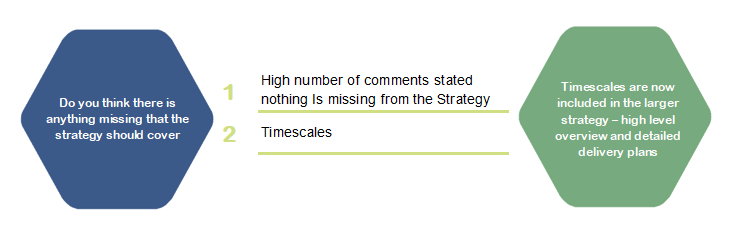 Do you think there is
anything missing that the
strategy should cover
1
High number of comments stated
nothing Is missing from the Strategy
2
Timescales
Timescales are now
included in the larger
strategy – high level
overview and detailed
delivery plans